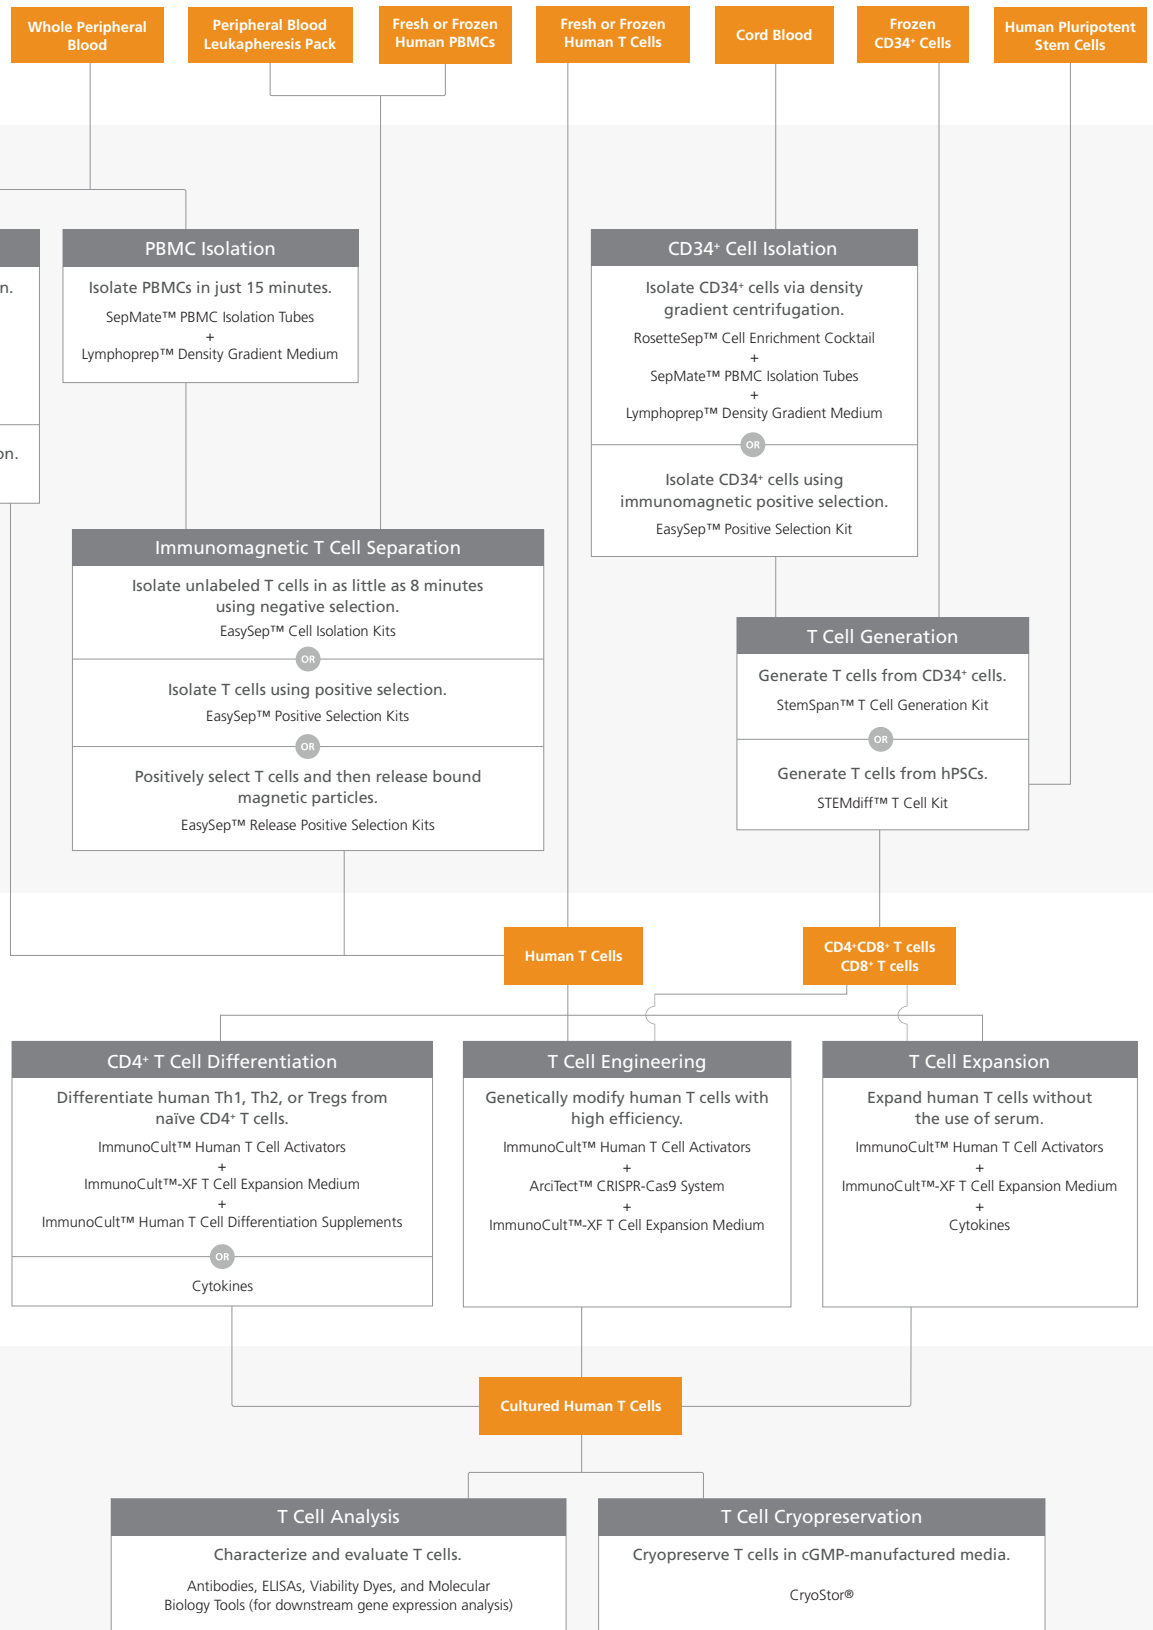 Whole Peripheral
Blood
Peripheral Blood
Leukapheresis Pack
Fresh or Frozen
Human PBMCs
Fresh or Frozen
Human T Cells
Cord Blood
Frozen
CD34⁺ Cells
Human Pluripotent
Stem Cells
n.
on.
PBMC Isolation
Isolate PBMCs in just 15 minutes.
SepMate™ PBMC Isolation Tubes
+
Lymphoprep™ Density Gradient Medium
CD34⁺ Cell Isolation
Isolate CD34⁺ cells via density
gradient centrifugation.
RosetteSep™ Cell Enrichment Cocktail
+
SepMate™ PBMC Isolation Tubes
+
Lymphoprep™ Density Gradient Medium
OR
Isolate CD34⁺ cells using
immunomagnetic positive selection.
EasySep™ Positive Selection Kit
Immunomagnetic T Cell Separation
Isolate unlabeled T cells in as little as 8 minutes
using negative selection.
EasySep™ Cell Isolation Kits
OR
Isolate T cells using positive selection.
EasySep™ Positive Selection Kits
OR
Positively select T cells and then release bound
magnetic particles.
EasySep™ Release Positive Selection Kits
T Cell Generation
Generate T cells from CD34⁺ cells.
StemSpan™ T Cell Generation Kit
OR
Generate T cells from hPSCs.
STEMdiff™ T Cell Kit
Human T Cells
CD4⁺CD8⁺ T cells
CD8⁺ T cells
CD4⁺ T Cell Differentiation
Differentiate human Th1, Th2, or Tregs from
naïve CD4⁺ T cells.
ImmunoCult™ Human T Cell Activators
+
ImmunoCult™-XF T Cell Expansion Medium
+
ImmunoCult™ Human T Cell Differentiation Supplements
OR
Cytokines
T Cell Engineering
Genetically modify human T cells with
high efficiency.
ImmunoCult™ Human T Cell Activators
+
ArciTect™ CRISPR-Cas9 System
+
ImmunoCult™-XF T Cell Expansion Medium
T Cell Expansion
Expand human T cells without
the use of serum.
ImmunoCult™ Human T Cell Activators
+
ImmunoCult™-XF T Cell Expansion Medium
+
Cytokines
Cultured Human T Cells
T Cell Analysis
Characterize and evaluate T cells.
Antibodies, ELISAs, Viability Dyes, and Molecular
Biology Tools (for downstream gene expression analysis)
T Cell Cryopreservation
Cryopreserve T cells in cGMP-manufactured media.
CryoStor®